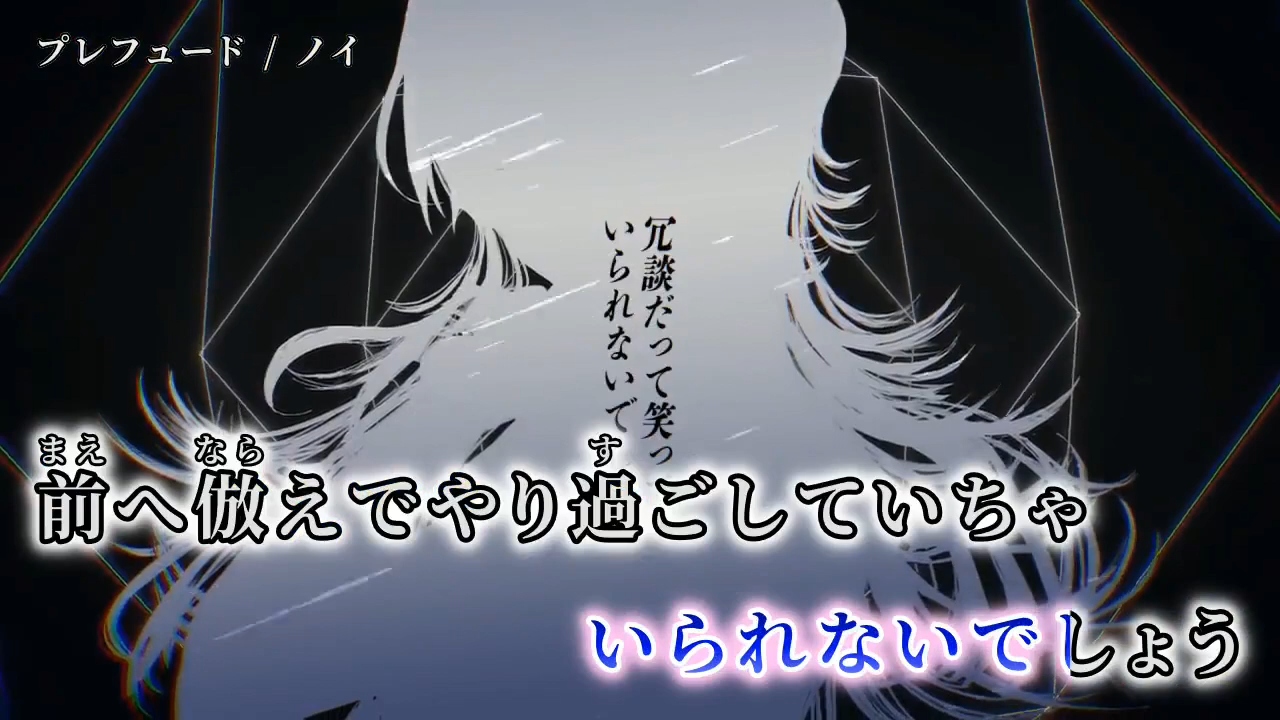 プレフュード / ノイ
冗談だって笑っ
いられないで
まえ なら す
前へ倣えでやり過ごしていちゃ
いられないでしょう